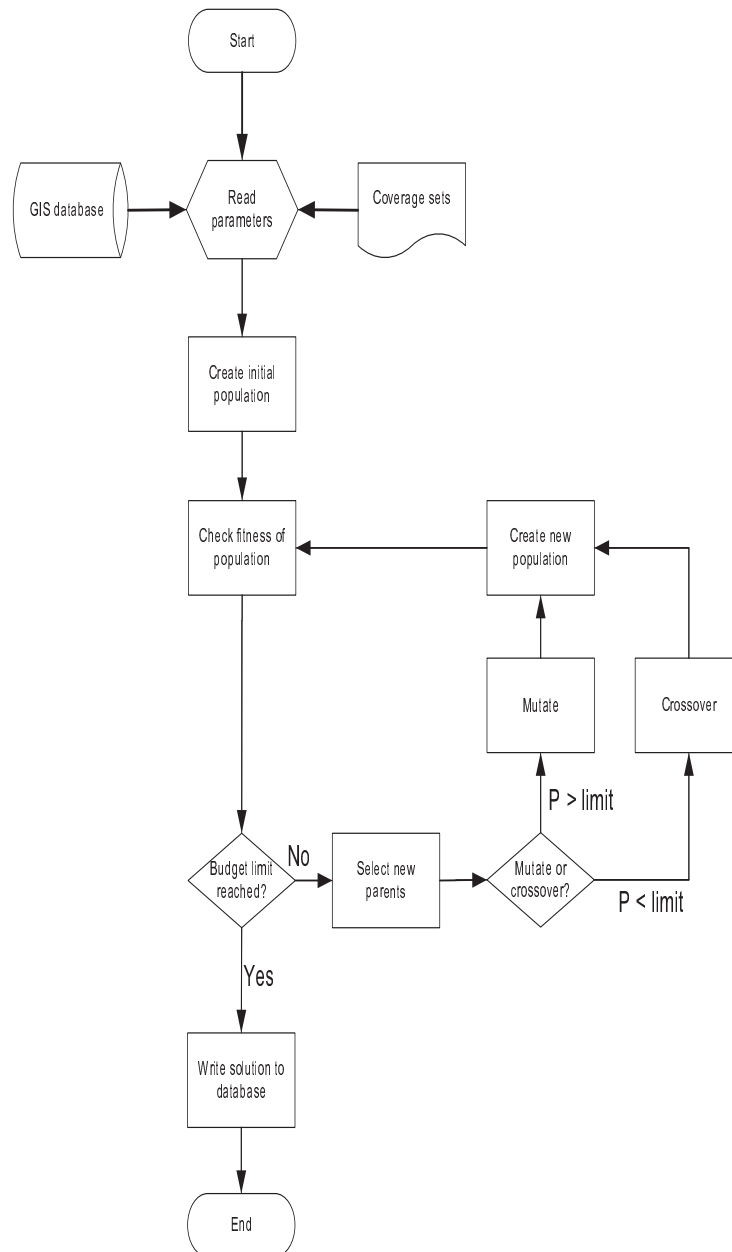 Start
GIS database
Read
parameters
Coverage sets
Create initial
population
Check fitness of
population
Create new
population
Mutate
Crossover
P > limit
Budget limit
reached?
No
Select new
parents
Mutate or
crossover?
P < limit
Yes
Write solution to
database
End